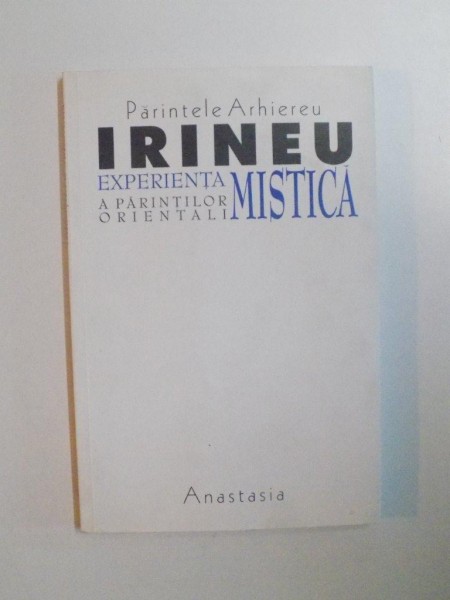 Părintele Arhiereu
IRINEU
EXPERIENTA MISTICĂ
A PĂRINTILOR
ORIENTALI
Anastasia